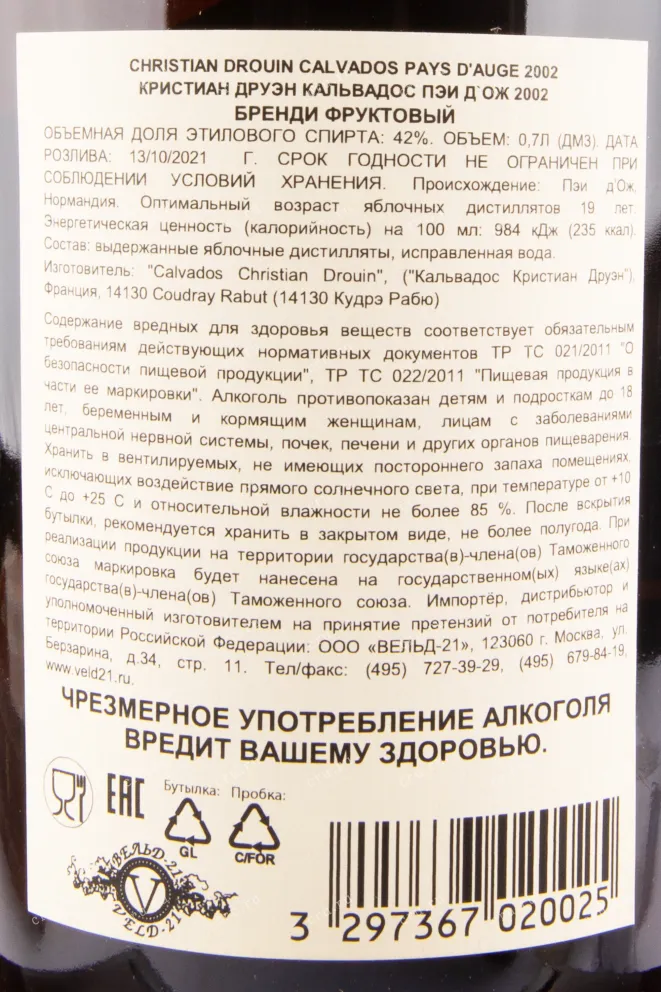 CHRISTIAN DROUIN CALVADOS PAYS D'AUGE 2002
КРИСТИАН ДРУЭН КАЛЬВАДОС ПЭИ Д`ОЖ 2002
БРЕНДИ ФРУКТОВЫЙ
ОБЪЕМНАЯ ДОЛЯ ЭТИЛОВОГО СПИРТА: 42%. ОБЪЕМ: 0,7Л (ДМ3). ДАТА
РОЗЛИВА: 13/10/2021 Г. СРОК ГОДНОСТИ НЕ ОГРАНИЧЕН ПРИ
СОБЛЮДЕНИИ УСЛОВИЙ ХРАНЕНИЯ. Происхождение: Пэи д'Ож,
Нормандия. Оптимальный возраст яблочных дистиллятов 19 лет.
Энергетическая ценность (калорийность) на 100 мл: 984 кДж (235 ккал).
Состав: выдержанные яблочные дистилляты, исправленная вода.
Изготовитель: "Calvados Christian Drouin", ("Кальвадос Кристиан Друэн"),
Франция, 14130 Coudray Rabut (14130 Кудрэ Рабю)
Содержание вредных для здоровья веществ соответствует обязательным
требованиям действующих нормативных документов ТР ТС 021/2011 "О
безопасности пищевой продукции", ТР ТС 022/2011 "Пищевая продукция в
части ее маркировки". Алкоголь противопоказан детям и подросткам до 18
лет, беременным и кормящим женщинам, лицам с заболеваниями
центральной нервной системы, почек, печени и других органов пищеварения.
Хранить в вентилируемых, не имеющих постороннего запаха помещениях,
исключающих воздействие прямого солнечного света, при температуре от +10
С до +25 С и относительной влажности не более 85 %. После вскрытия
бутылки, рекомендуется хранить в закрытом виде, не более полугода. При
реализации продукции на территории государства(в)-члена(ов) Таможенного
союза маркировка будет нанесена на государственном(ых) языке(ах)
государства(в)-члена(ов) Таможенного союза. Импортёр, дистрибьютор и
уполномоченный изготовителем на принятие претензий от потребителя на
территории Российской Федерации: ООО «ВЕЛЬД-21», 123060 г. Москва, ул.
Берзарина, д.34, стр. 11. Тел/факс: (495) 727-39-29, (495) 679-84-19,
www.veld21.ru.
ЧРЕЗМЕРНОЕ УПОТРЕБЛЕНИЕ АЛКОГОЛЯ
ВРЕДИТ ВАШЕМУ ЗДОРОВЬЮ.
EAC Бутылка: Пробка:
GL C/FOR
ВЕЛЬД-21
V
VELD-21
3 297367 020025